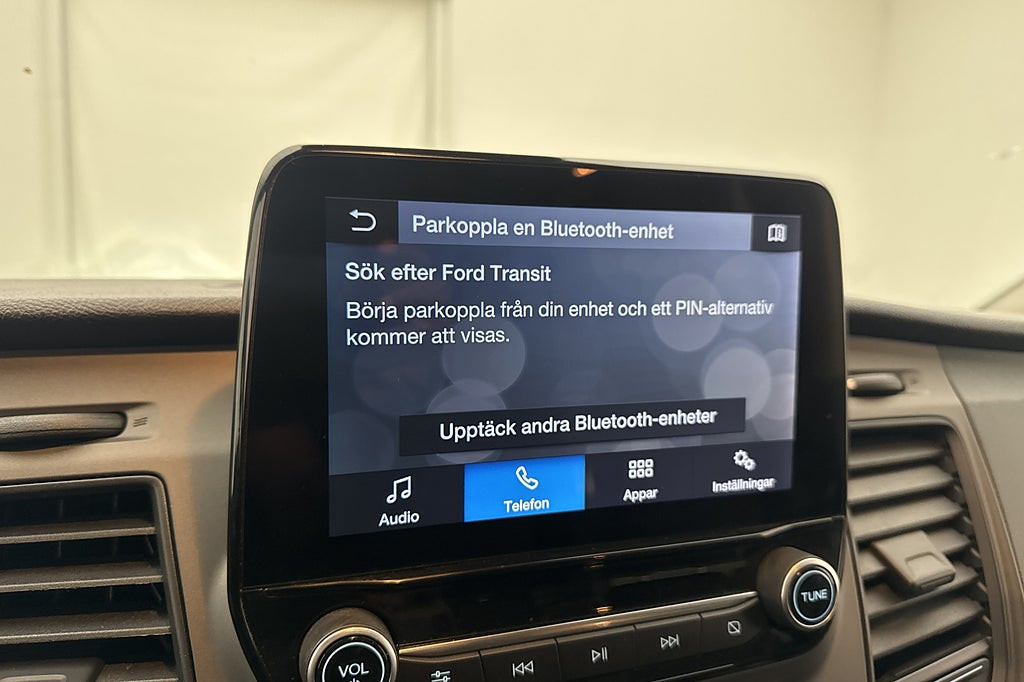 Parkoppla en Bluetooth-enhet
Sök efter Ford Transit
Börja parkoppla från din enhet och ett PIN-alternativ
kommer att visas.
Upptäck andra Bluetooth-enheter
Audio
Telefon
Appar
Inställningar
VOL
TUNE